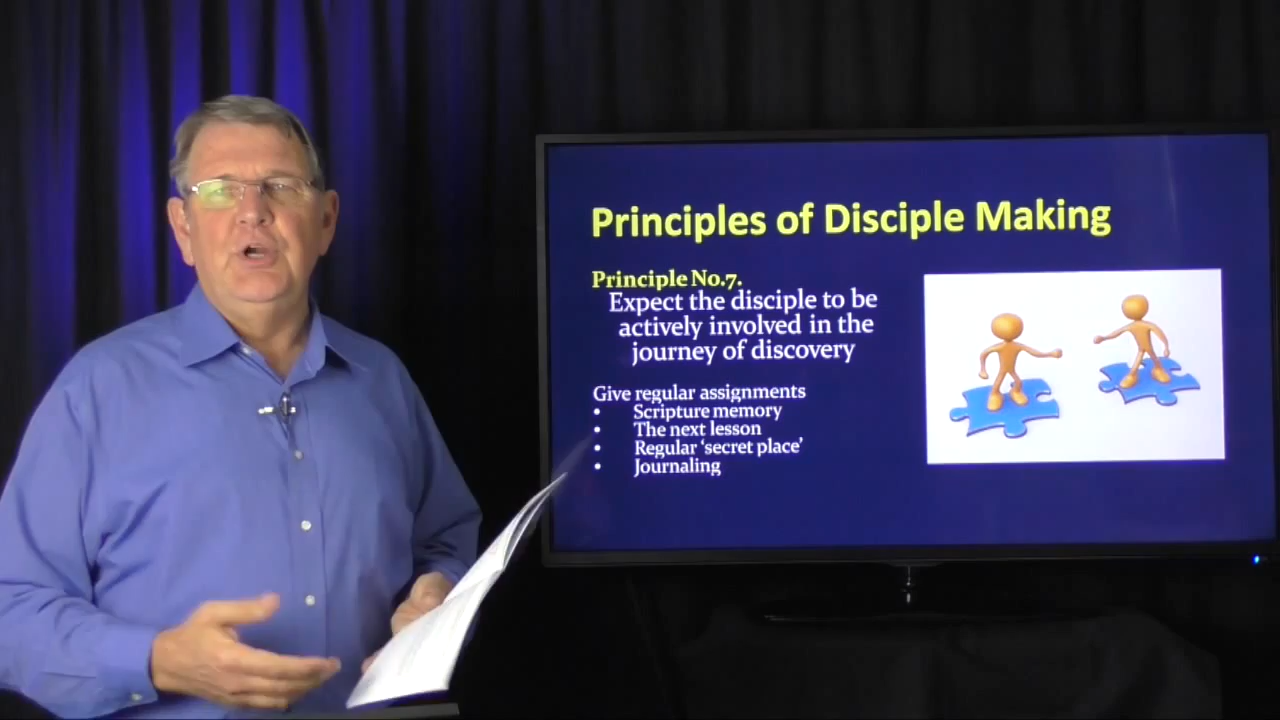 Principles of Disciple Making
Principle No.7.
Expect the disciple to be
actively involved in the
journey of discovery
Give regular assignments
• Scripture memory
• The next lesson
• Regular ‘secret place’
• Journaling